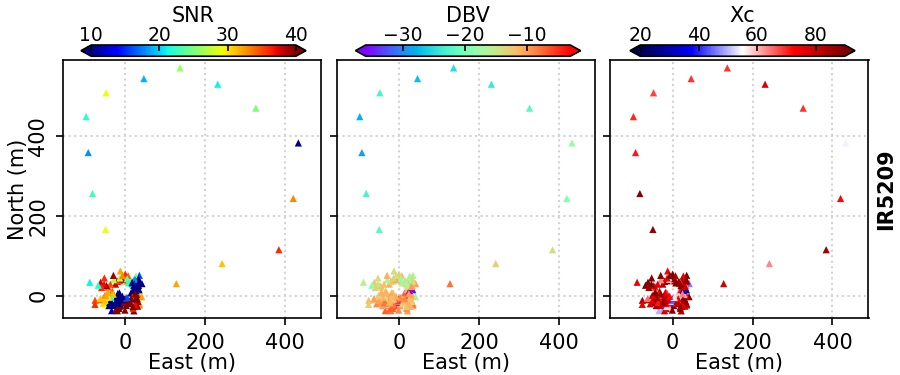 SNR DBV Xc
10 20 30 40 −30 −20 −10 20 40 60 80
North (m)
400
200
0
IR5209
0 200 400 0 200 400 0 200 400
East (m) East (m) East (m)